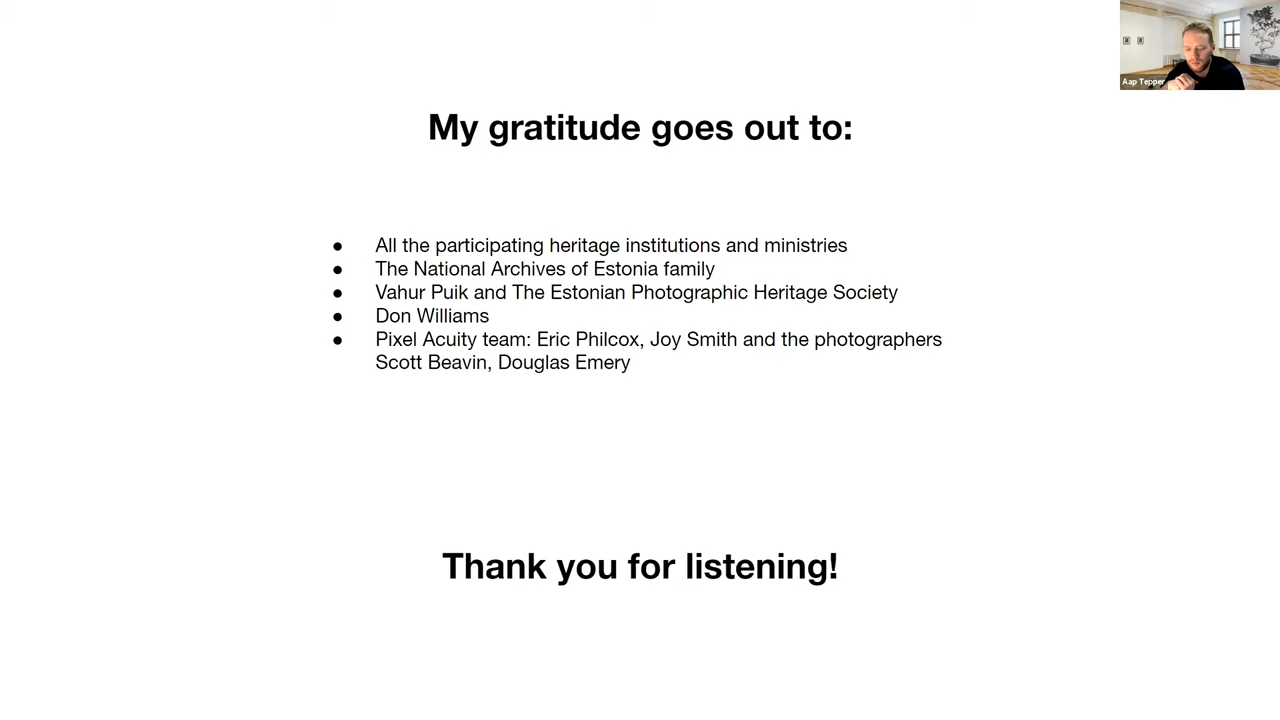 Aap Tepper
My gratitude goes out to:
● All the participating heritage institutions and ministries
● The National Archives of Estonia family
● Vahur Puik and The Estonian Photographic Heritage Society
● Don Williams
● Pixel Acuity team: Eric Philcox, Joy Smith and the photographers
Scott Beavin, Douglas Emery
Thank you for listening!